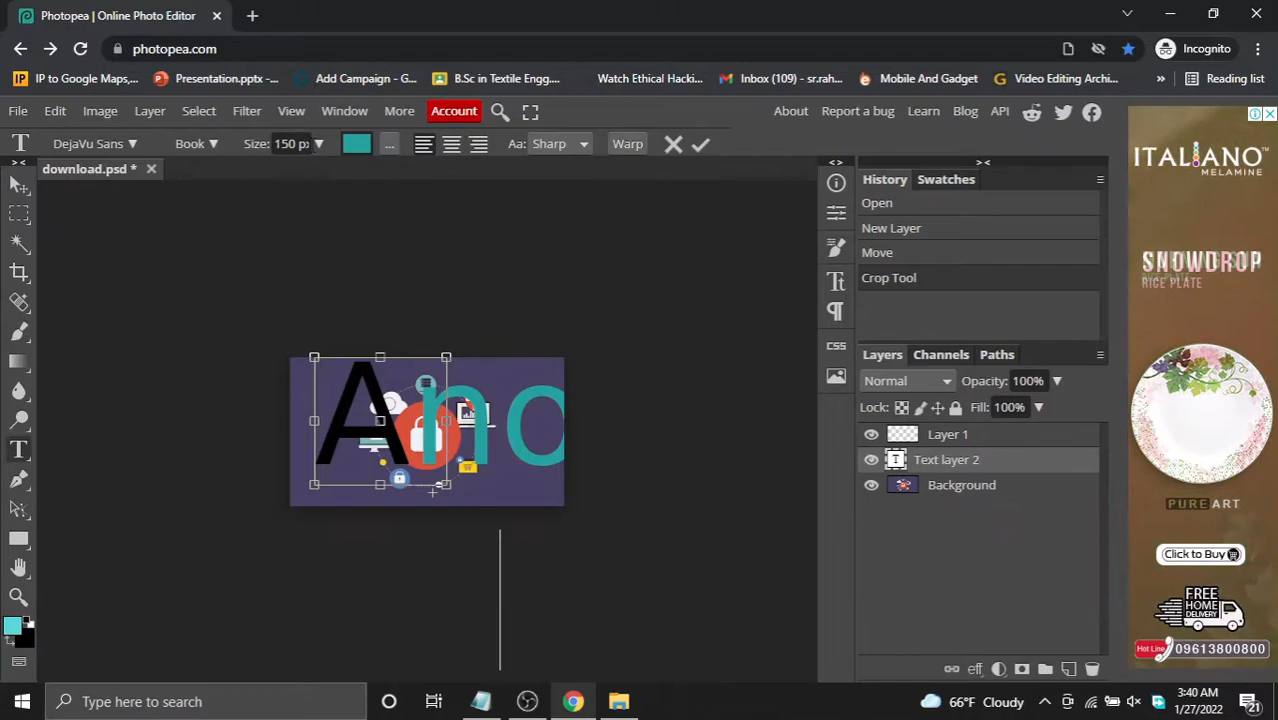 Photopea | Online Photo Editor
photopea.com
Incognito
IP to Google Maps,...
Presentation.pptx -...
Add Campaign - G...
B.Sc in Textile Engg...
Watch Ethical Hacki...
Inbox (109) - sr.rah...
Mobile And Gadget
Video Editing Archi...
»
Reading list
File
Edit
Image
Layer
Select
Filter
View
Window
More
Account
About
Report a bug
Learn
Blog
API
DejaVu Sans
Book
Size:
150 px
...
Aa:
Sharp
Warp
download.psd *
History
Swatches
Open
New Layer
Move
Crop Tool
CSS
Layers
Channels
Paths
Normal
Opacity:
100%
Lock:
Fill:
100%
Layer 1
Text layer 2
Background
eff
Ano
ITALIANO™
MELAMINE
SNOWDROP
RICE PLATE
PURE ART
Click to Buy
FREE
HOME
DELIVERY
Hot Line
09613800800
Type here to search
66°F Cloudy
3:40 AM
1/27/2022
21